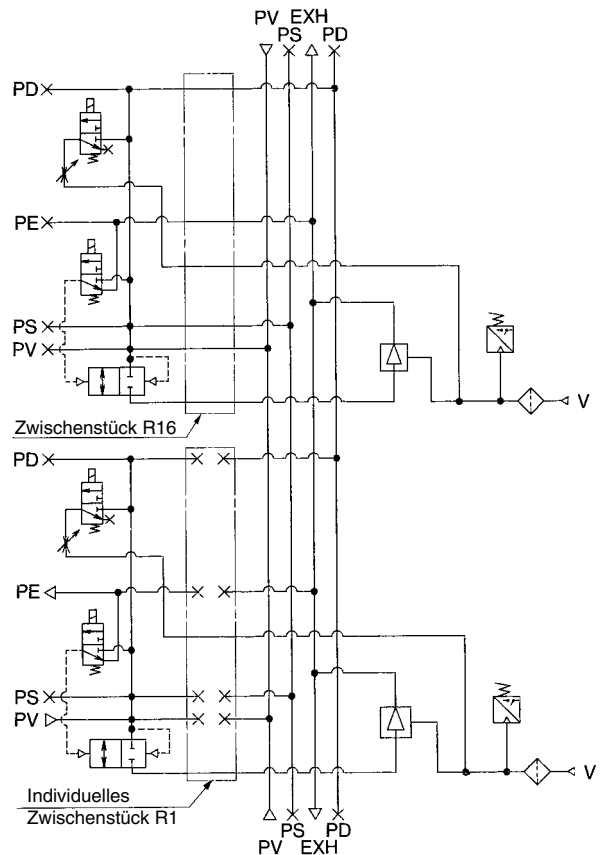 PV EXH
PS PD
PD
PE
PS
PV
V
Zwischenstück R16
PD
PE
PS
PV
V
Individuelles
Zwischenstück R1
PS PD
PV EXH